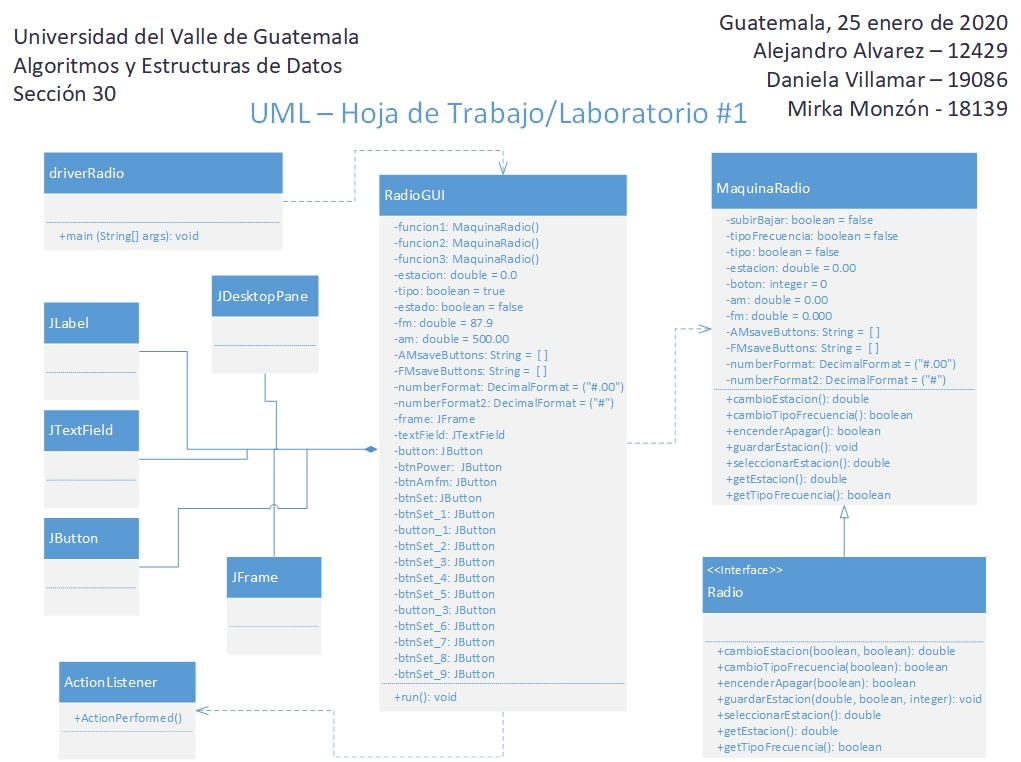 Universidad del Valle de Guatemala
Algoritmos y Estructuras de Datos
Sección 30
Guatemala, 25 enero de 2020
Alejandro Alvarez – 12429
Daniela Villamar – 19086
Mirka Monzón - 18139
UML – Hoja de Trabajo/Laboratorio #1
driverRadio
+main (String[] args): void
JDesktopPane
JLabel
JTextField
JButton
JFrame
ActionListener
+ActionPerformed()
RadioGUI
-funcion1: MaquinaRadio()
-funcion2: MaquinaRadio()
-funcion3: MaquinaRadio()
-estacion: double = 0.0
-tipo: boolean = true
-estado: boolean = false
-fm: double = 87.9
-am: double = 500.00
-AMsaveButtons: String = [ ]
-FMsaveButtons: String = [ ]
-numberFormat: DecimalFormat = ("#.00")
-numberFormat2: DecimalFormat = ("#")
-frame: JFrame
-textField: JTextField
-button: JButton
-btnPower: JButton
-btnAmfm: JButton
-btnSet: JButton
-btnSet_1: JButton
-button_1: JButton
-btnSet_2: JButton
-btnSet_3: JButton
-btnSet_4: JButton
-btnSet_5: JButton
-button_3: JButton
-btnSet_6: JButton
-btnSet_7: JButton
-btnSet_8: JButton
-btnSet_9: JButton
+run(): void
MaquinaRadio
-subirBajar: boolean = false
-tipoFrecuencia: boolean = false
-tipo: boolean = false
-estacion: double = 0.00
-boton: integer = 0
-am: double = 0.00
-fm: double = 0.000
-AMsaveButtons: String = [ ]
-FMsaveButtons: String = [ ]
-numberFormat: DecimalFormat = ("#.00")
-numberFormat2: DecimalFormat = ("#")
+cambioEstacion(): double
+cambioTipoFrecuencia(): boolean
+encenderApagar(): boolean
+guardarEstacion(): void
+seleccionarEstacion(): double
+getEstacion(): double
+getTipoFrecuencia(): boolean
<<Interface>>
Radio
+cambioEstacion(boolean, boolean): double
+cambioTipoFrecuencia(boolean): boolean
+encenderApagar(boolean): boolean
+guardarEstacion(double, boolean, integer): void
+seleccionarEstacion(): double
+getEstacion(): double
+getTipoFrecuencia(): boolean